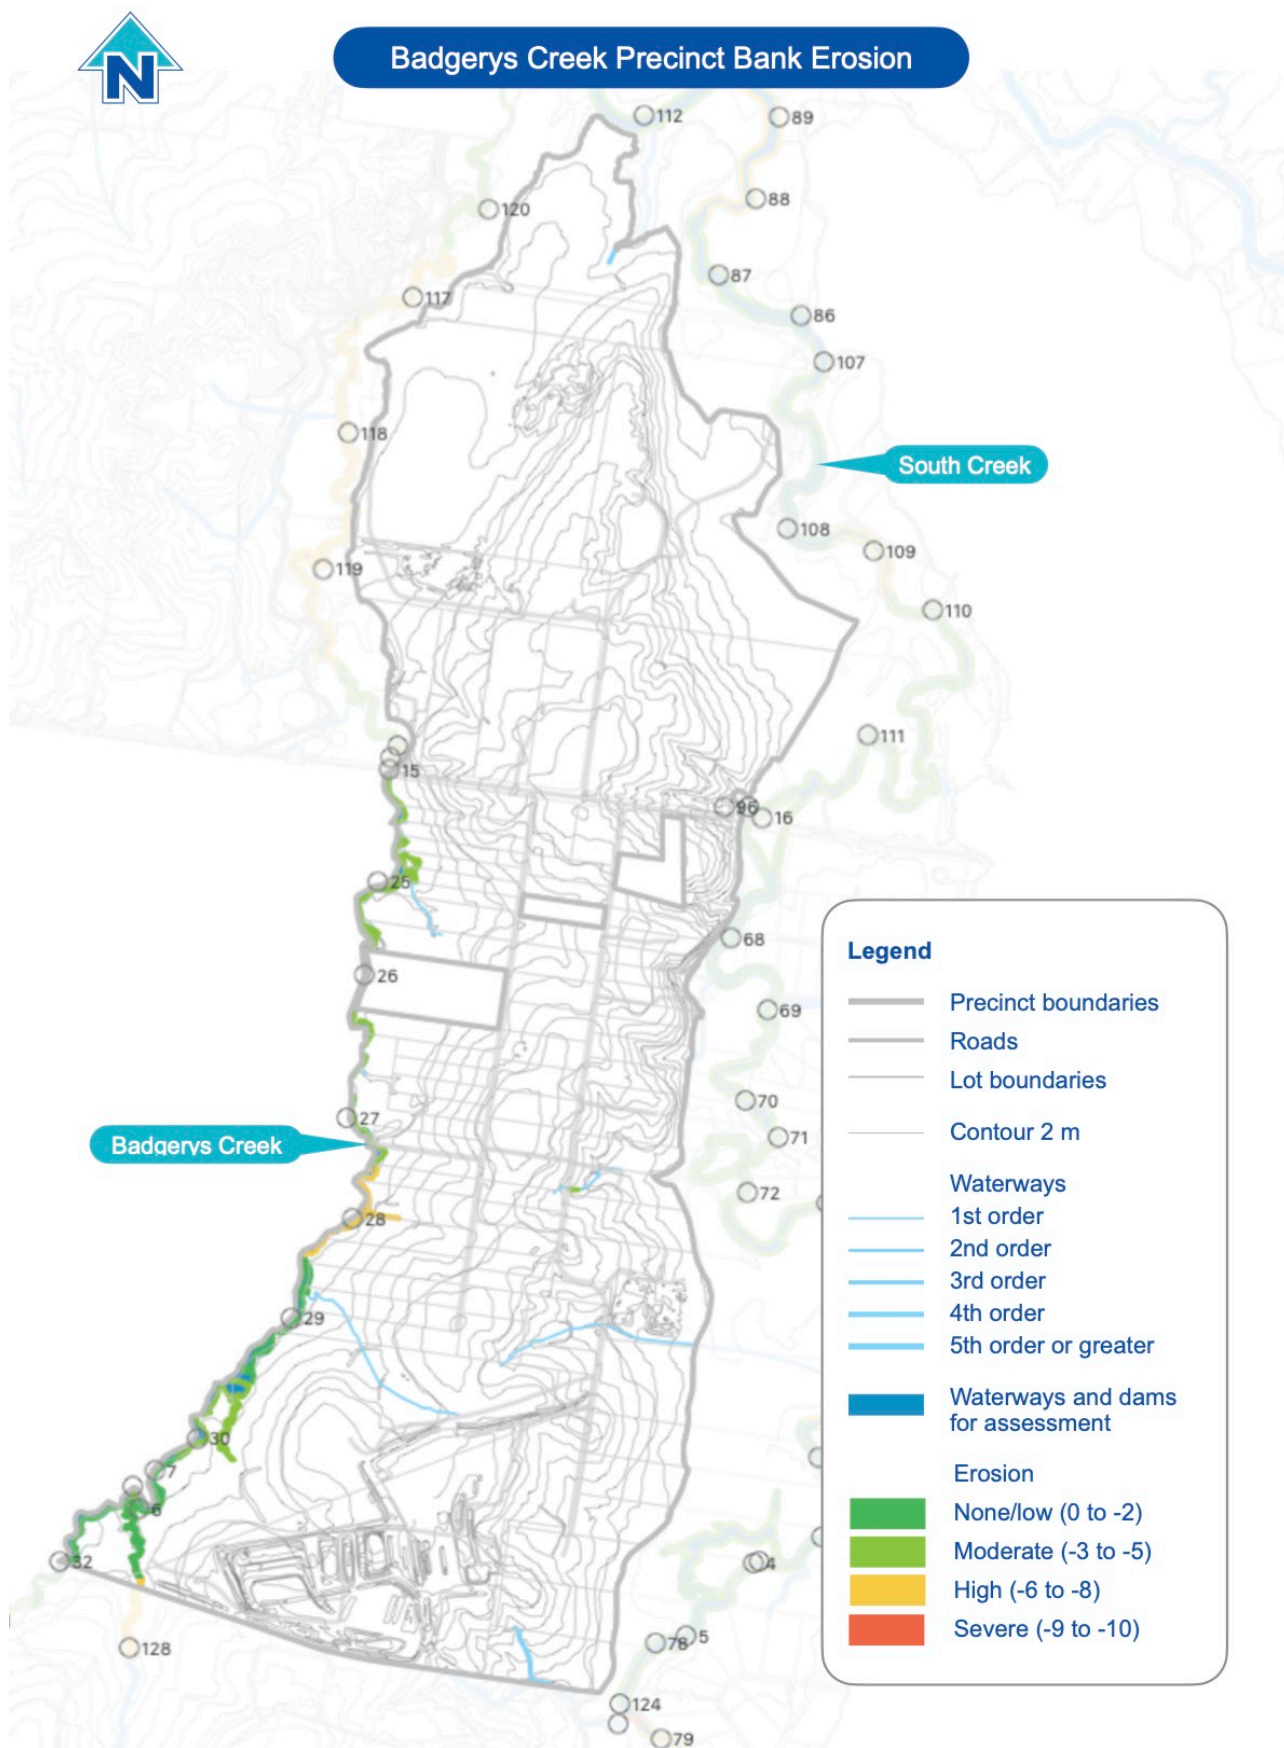 N
Badgerys Creek Precinct Bank Erosion
112
89
88
120
87
117
86
107
118
South Creek
108
109
119
110
111
15
96
16
25
68
26
69
70
27
71
Badgerys Creek
72
28
29
30
7
6
32
4
5
78
128
124
79
Legend
Precinct boundaries
Roads
Lot boundaries
Contour 2 m
Waterways
1st order
2nd order
3rd order
4th order
5th order or greater
Waterways and dams
for assessment
Erosion
None/low (0 to -2)
Moderate (-3 to -5)
High (-6 to -8)
Severe (-9 to -10)